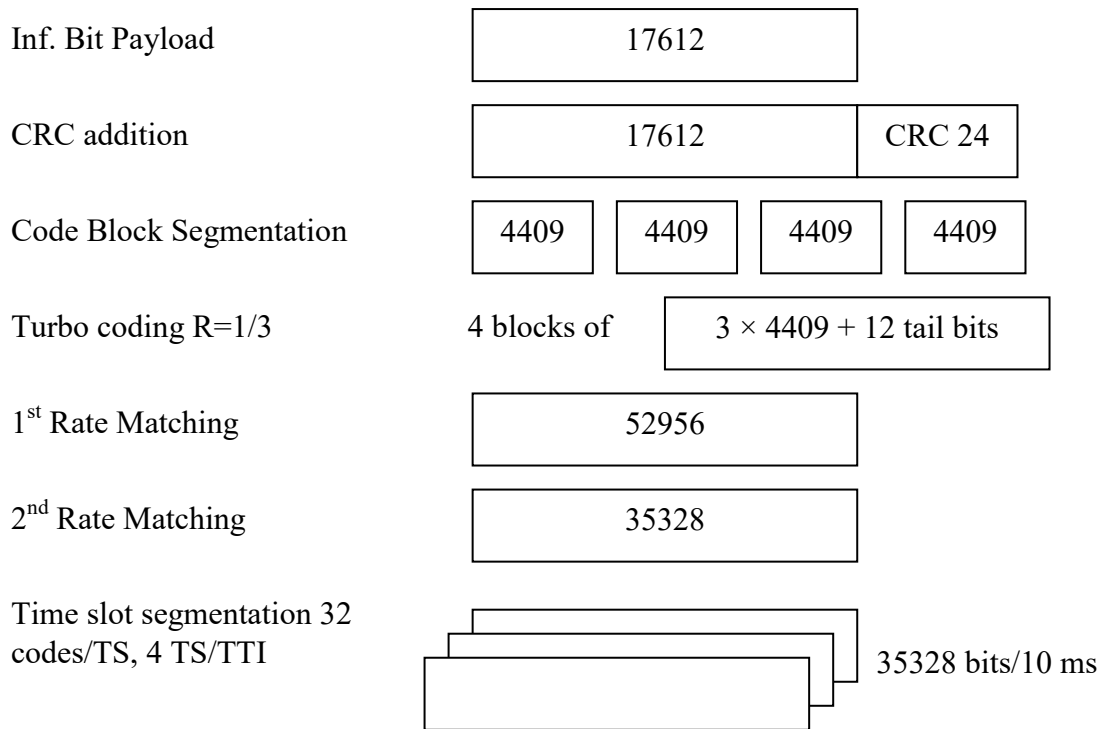 Inf. Bit Payload
17612
CRC addition
17612
CRC 24
Code Block Segmentation
4409
4409
4409
4409
Turbo coding R=1/3
4 blocks of
3 × 4409 + 12 tail bits
1st Rate Matching
52956
2nd Rate Matching
35328
Time slot segmentation 32
codes/TS, 4 TS/TTI
35328 bits/10 ms